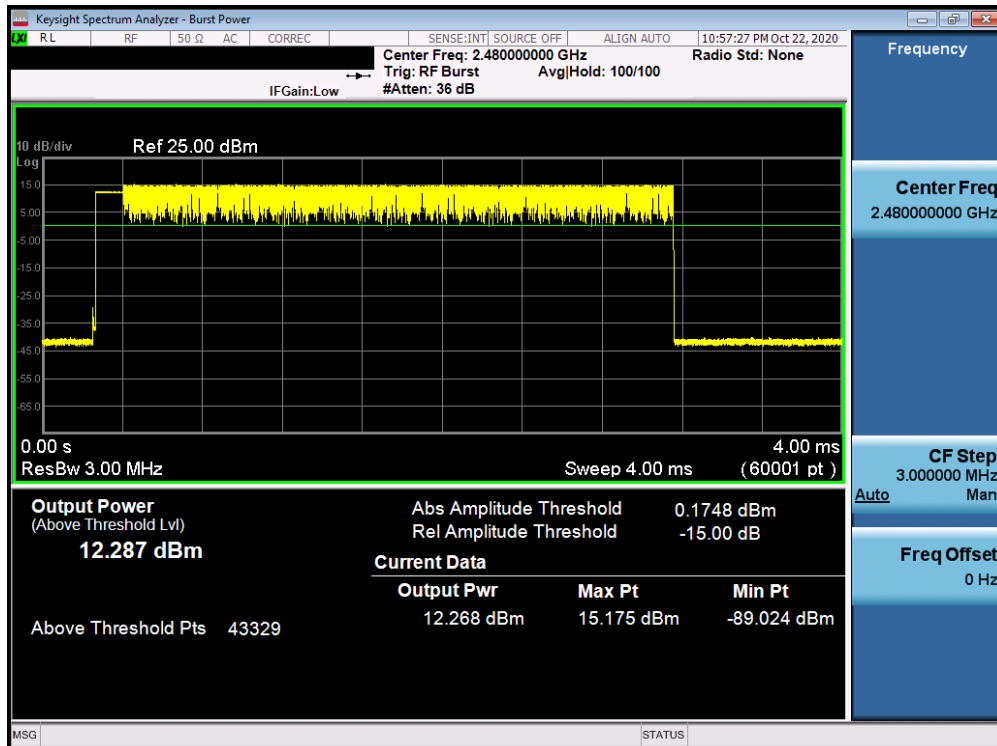 Keysight Spectrum Analyzer - Burst Power
LXI RL RF 50 Ω AC CORREC SENSE:INT SOURCE OFF ALIGN AUTO 10:57:27 PM Oct 22, 2020
Center Freq: 2.480000000 GHz Radio Std: None
Trig: RF Burst Avg|Hold: 100/100
IFGain:Low #Atten: 36 dB
10 dB/div Ref 25.00 dBm
Log
15.0
5.00
-5.00
-15.0
-25.0
-35.0
-45.0
-55.0
-65.0
0.00 s 4.00 ms
ResBw 3.00 MHz Sweep 4.00 ms (60001 pt )
Output Power
(Above Threshold Lvl)
12.287 dBm
Above Threshold Pts 43329
Abs Amplitude Threshold 0.1748 dBm
Rel Amplitude Threshold -15.00 dB
Current Data
Output Pwr Max Pt Min Pt
12.268 dBm 15.175 dBm -89.024 dBm
Frequency
Center Freq
2.480000000 GHz
CF Step
3.000000 MHz
Auto Man
Freq Offset
0 Hz
MSG STATUS